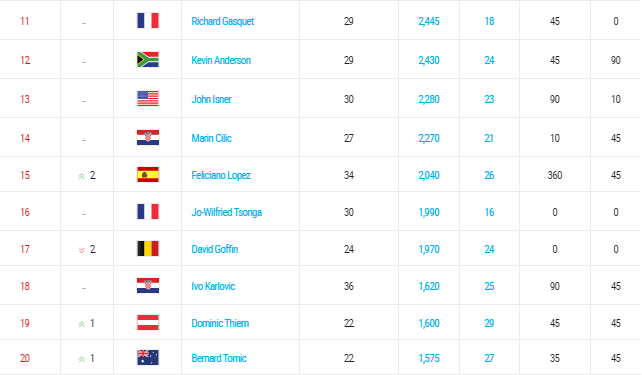 11 - Richard Gasquet 29 2,445 18 45 0
12 - Kevin Anderson 29 2,430 24 45 90
13 - John Isner 30 2,280 23 90 10
14 - Marin Cilic 27 2,270 21 10 45
15 2 Feliciano Lopez 34 2,040 26 360 45
16 - Jo-Wilfried Tsonga 30 1,990 16 0 0
17 2 David Goffin 24 1,970 24 0 0
18 - Ivo Karlovic 36 1,620 25 90 45
19 1 Dominic Thiem 22 1,600 29 45 45
20 1 Bernard Tomic 22 1,575 27 35 45